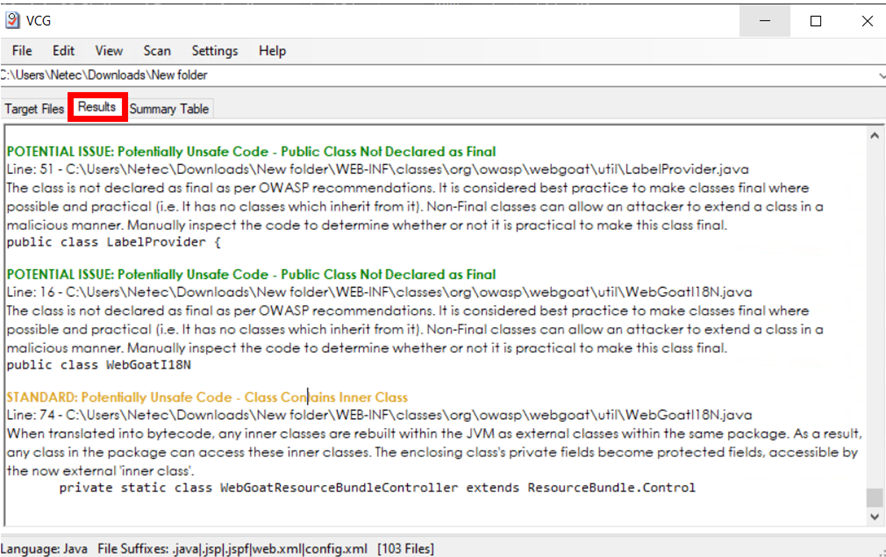 VCG
File Edit View Scan Settings Help
C:\Users\Netec\Downloads\New folder
Target Files Results Summary Table
POTENTIAL ISSUE: Potentially Unsafe Code - Public Class Not Declared as Final
Line: 51 - C:\Users\Netec\Downloads\New folder\WEB-INF\classes\org\owasp\webgoat\util\LabelProvider.java
The class is not declared as final as per OWASP recommendations. It is considered best practice to make classes final where
possible and practical (i.e. It has no classes which inherit from it). Non-Final classes can allow an attacker to extend a class in a
malicious manner. Manually inspect the code to determine whether or not it is practical to make this class final.
public class LabelProvider {
POTENTIAL ISSUE: Potentially Unsafe Code - Public Class Not Declared as Final
Line: 16 - C:\Users\Netec\Downloads\New folder\WEB-INF\classes\org\owasp\webgoat\util\WebGoatI18N.java
The class is not declared as final as per OWASP recommendations. It is considered best practice to make classes final where
possible and practical (i.e. It has no classes which inherit from it). Non-Final classes can allow an attacker to extend a class in a
malicious manner. Manually inspect the code to determine whether or not it is practical to make this class final.
public class WebGoatI18N
STANDARD: Potentially Unsafe Code - Class Contains Inner Class
Line: 74 - C:\Users\Netec\Downloads\New folder\WEB-INF\classes\org\owasp\webgoat\util\WebGoatI18N.java
When translated into bytecode, any inner classes are rebuilt within the JVM as external classes within the same package. As a result,
any class in the package can access these inner classes. The enclosing class's private fields become protected fields, accessible by
the now external 'inner class'.
private static class WebGoatResourceBundleController extends ResourceBundle.Control
Language: Java File Suffixes: .java|.jsp|.jspf|web.xml|config.xml [103 Files]